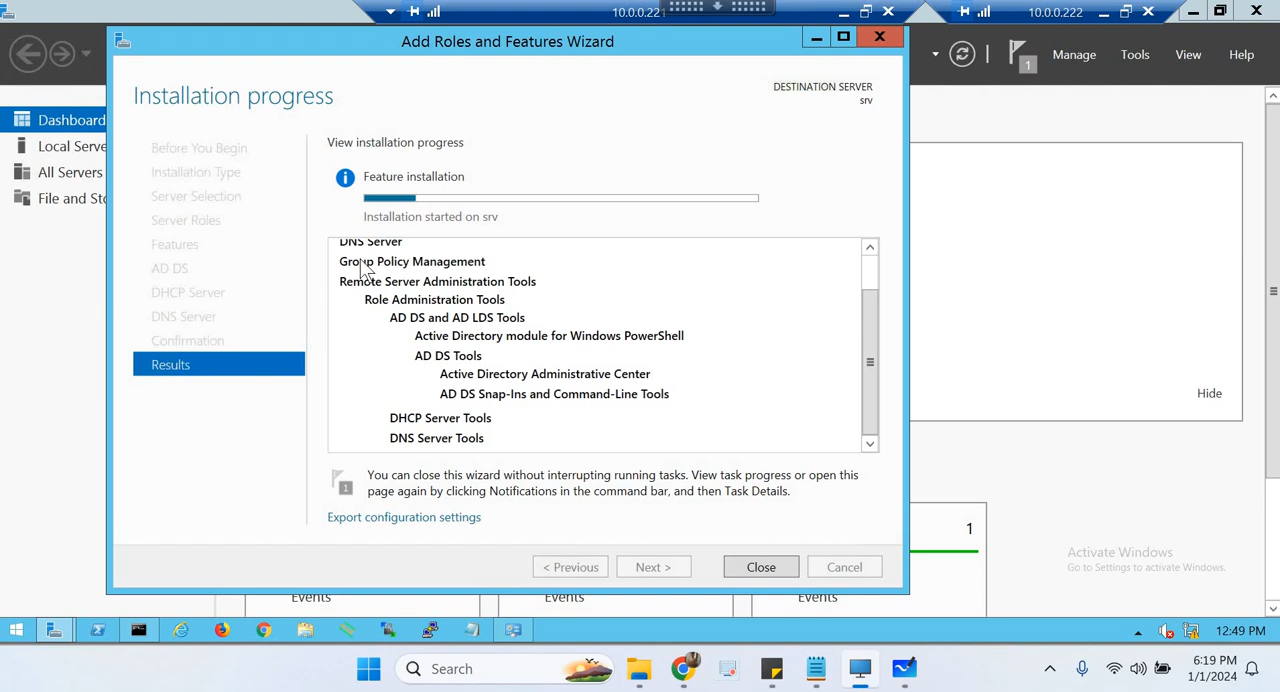 10.0.0.221
10.0.0.222
Add Roles and Features Wizard
1
Manage
Tools
View
Help
Installation progress
DESTINATION SERVER
srv
Dashboard
Local Serve
All Servers
File and Sto
Before You Begin
Installation Type
Server Selection
Server Roles
Features
AD DS
DHCP Server
DNS Server
Confirmation
Results
View installation progress
Feature installation
Installation started on srv
DNS Server
Group Policy Management
Remote Server Administration Tools
Role Administration Tools
AD DS and AD LDS Tools
Active Directory module for Windows PowerShell
AD DS Tools
Active Directory Administrative Center
AD DS Snap-Ins and Command-Line Tools
DHCP Server Tools
DNS Server Tools
Hide
1
You can close this wizard without interrupting running tasks. View task progress or open this
page again by clicking Notifications in the command bar, and then Task Details.
Export configuration settings
< Previous
Next >
Close
Cancel
1
Activate Windows
Go to Settings to activate Windows.
Events
Events
Events
12:49 PM
Search
6:19 PM
1/1/2024